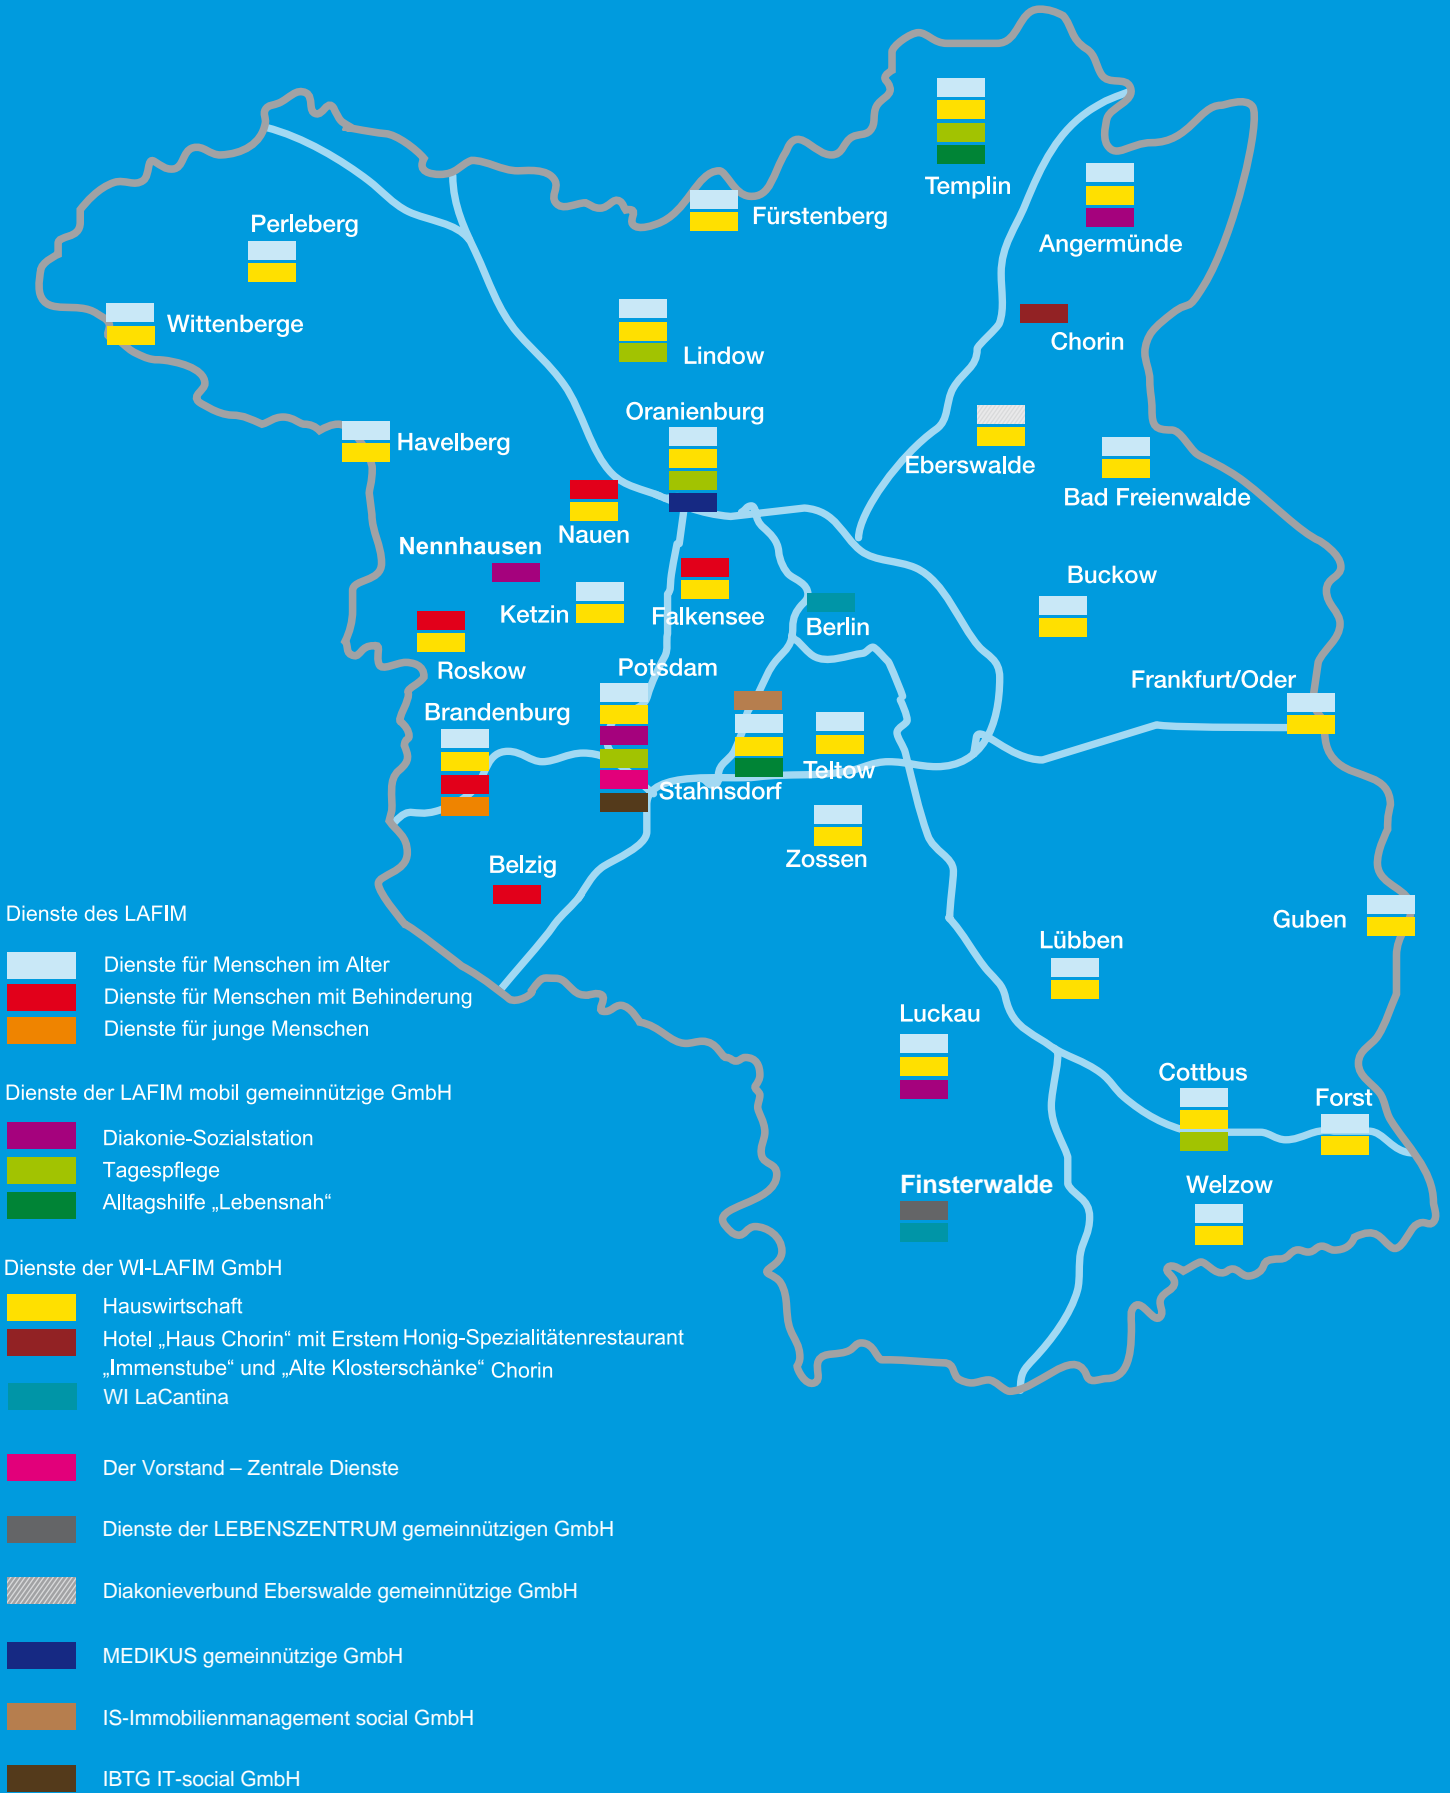 Templin
Fürstenberg
Angermünde
Perleberg
Wittenberge
Chorin
Lindow
Oranienburg
Havelberg
Eberswalde
Bad Freienwalde
Nauen
Nennhausen
Buckow
Ketzin
Falkensee
Berlin
Roskow
Potsdam
Frankfurt/Oder
Brandenburg
Teltow
Stahnsdorf
Zossen
Belzig
Guben
Lübben
Luckau
Cottbus
Forst
Finsterwalde
Welzow
Dienste des LAFIM
Dienste für Menschen im Alter
Dienste für Menschen mit Behinderung
Dienste für junge Menschen
Dienste der LAFIM mobil gemeinnützige GmbH
Diakonie-Sozialstation
Tagespflege
Alltagshilfe „Lebensnah“
Dienste der WI-LAFIM GmbH
Hauswirtschaft
Hotel „Haus Chorin“ mit Erstem Honig-Spezialitätenrestaurant
„Immenstube“ und „Alte Klosterschänke“ Chorin
WI LaCantina
Der Vorstand – Zentrale Dienste
Dienste der LEBENSZENTRUM gemeinnützigen GmbH
Diakonieverbund Eberswalde gemeinnützige GmbH
MEDIKUS gemeinnützige GmbH
IS-Immobilienmanagement social GmbH
IBTG IT-social GmbH